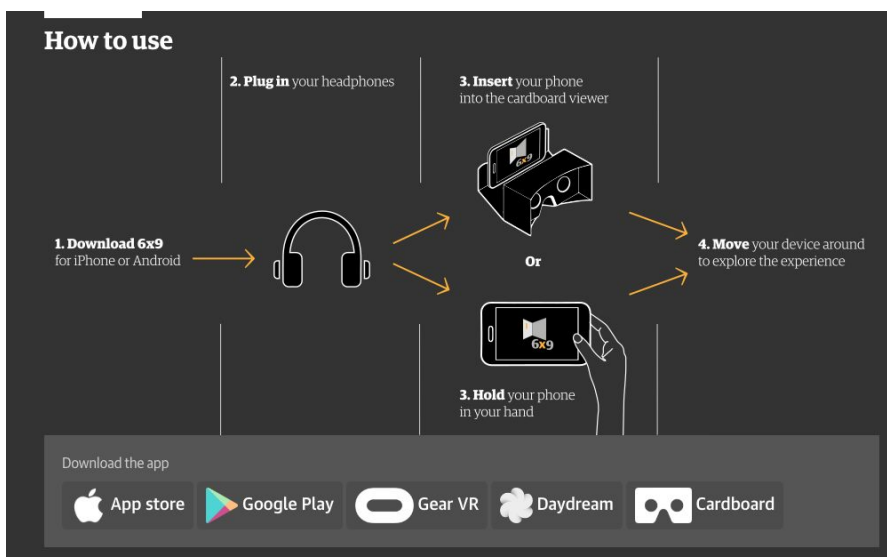 How to use
1. Download 6x9
for iPhone or Android
2. Plug in your headphones
3. Insert your phone
into the cardboard viewer
6x9
Or
6x9
3. Hold your phone
in your hand
4. Move your device around
to explore the experience
Download the app
App store
Google Play
Gear VR
Daydream
Cardboard